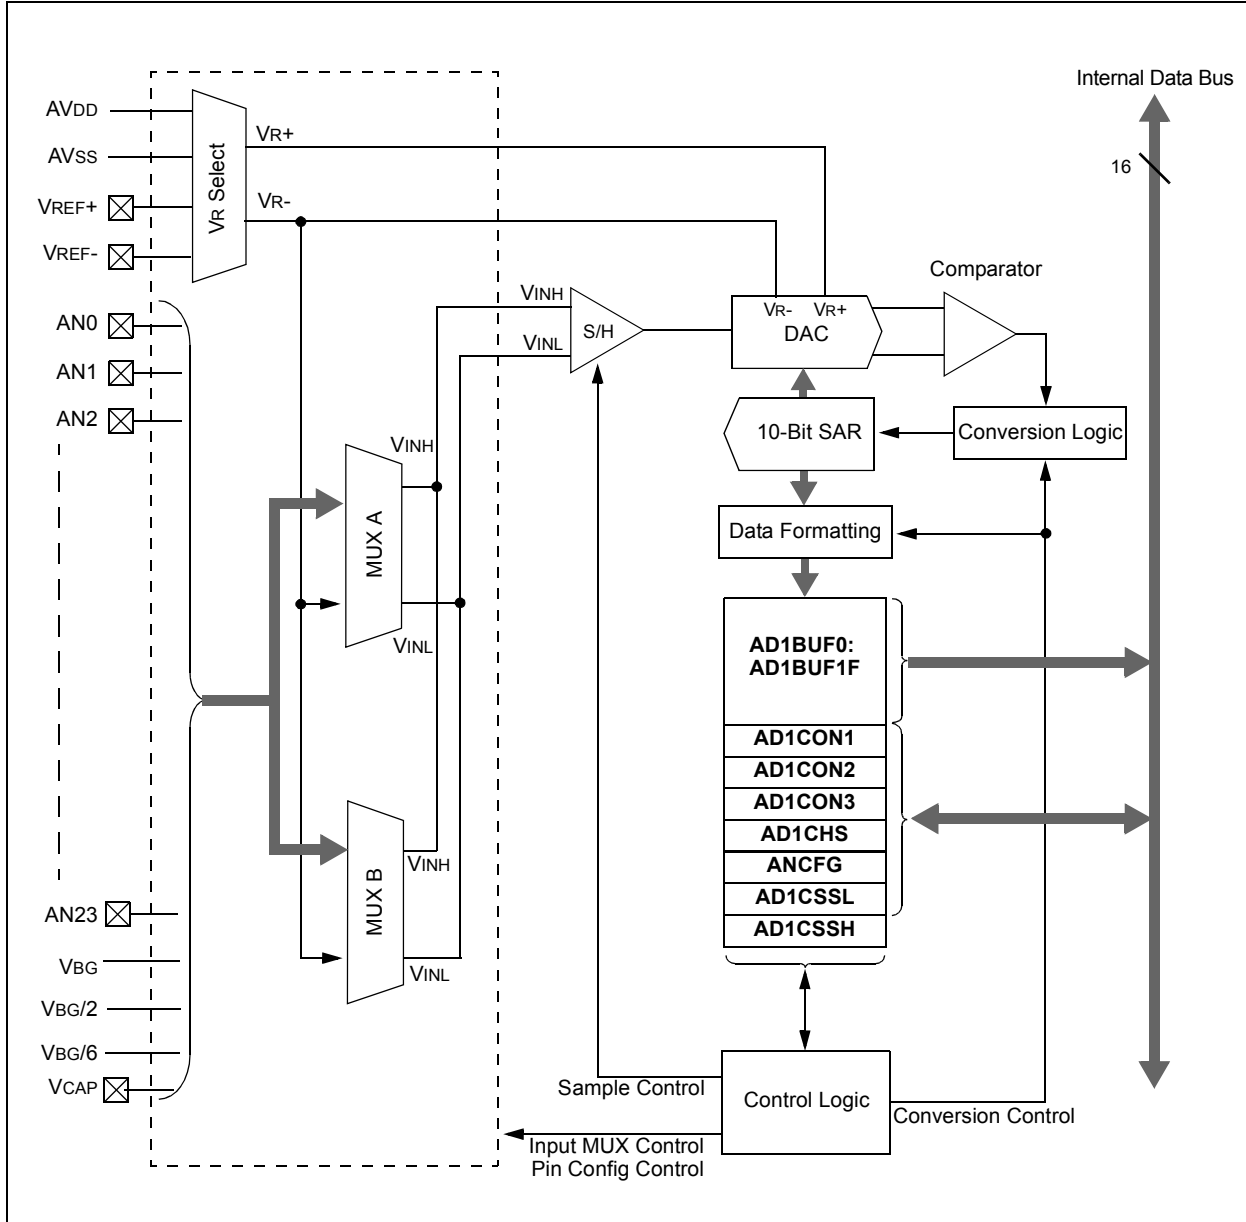 Internal Data Bus
16
AVDD
AVSS
VREF+
VREF-
VR Select
VR+
VR-
AN0
AN1
AN2
AN23
VBG
VBG/2
VBG/6
VCAP
MUX A
VINH
VINL
MUX B
VINH
VINL
VINH
VINL
S/H
VR- VR+
DAC
Comparator
10-Bit SAR
Conversion Logic
Data Formatting
AD1BUF0:
AD1BUF1F
AD1CON1
AD1CON2
AD1CON3
AD1CHS
ANCFG
AD1CSSL
AD1CSSH
Control Logic
Sample Control
Conversion Control
Input MUX Control
Pin Config Control